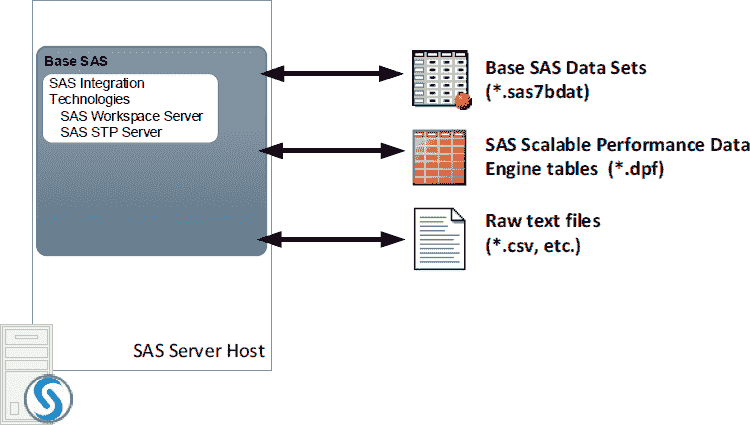 Base SAS
SAS Integration
Technologies
SAS Workspace Server
SAS STP Server
Base SAS Data Sets
(*.sas7bdat)
SAS Scalable Performance Data
Engine tables (*.dpf)
Raw text files
(*.csv, etc.)
SAS Server Host